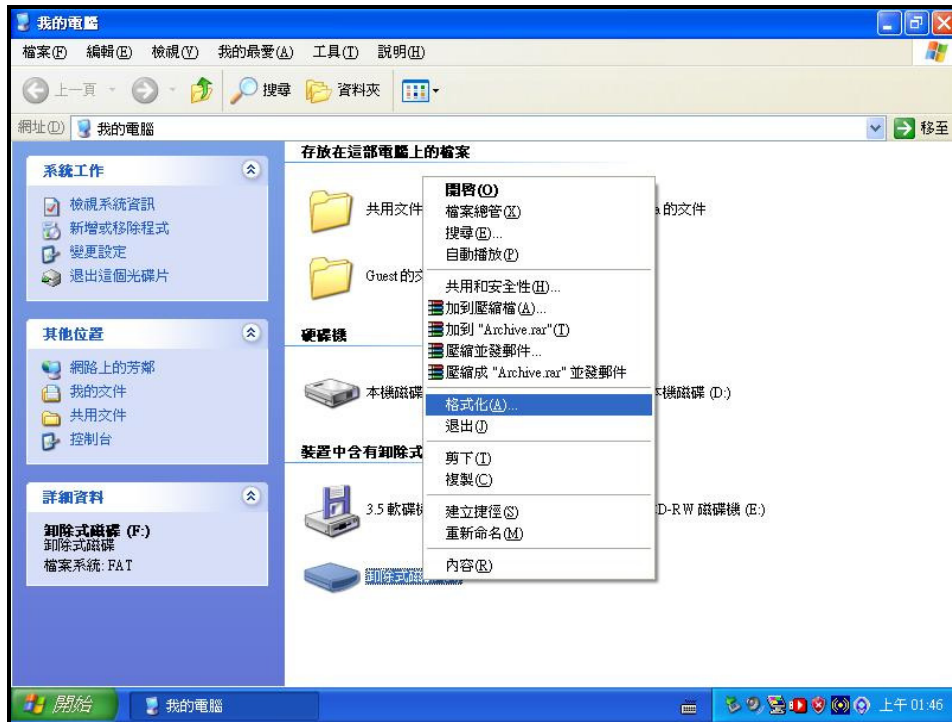 我的電腦
檔案(F) 編輯(E) 檢視(V) 我的最愛(A) 工具(T) 說明(H)
上一頁 搜尋 資料夾
網址(D) 我的電腦 移至
系統工作
檢視系統資訊
新增或移除程式
變更設定
退出這個光碟片
其他位置
網路上的芳鄰
我的文件
共用文件
控制台
詳細資料
卸除式磁碟 (F:)
卸除式磁碟
檔案系統: FAT
存放在這部電腦上的檔案
共用文件
a 的文件
Guest 的文
硬碟機
本機磁碟
本機磁碟 (D:)
裝置中含有卸除式
3.5 軟碟機
D-RW 磁碟機 (E:)
卸除式磁
開啓(O)
檔案總管(X)
搜尋(E)...
自動播放(P)
共用和安全性(H)...
加到壓縮檔(A)...
加到 "Archive.rar"(T)
壓縮並發郵件...
壓縮成 "Archive.rar" 並發郵件
格式化(A)...
退出(J)
剪下(T)
複製(C)
建立捷徑(S)
重新命名(M)
內容(R)
開始 我的電腦 上午 01:46